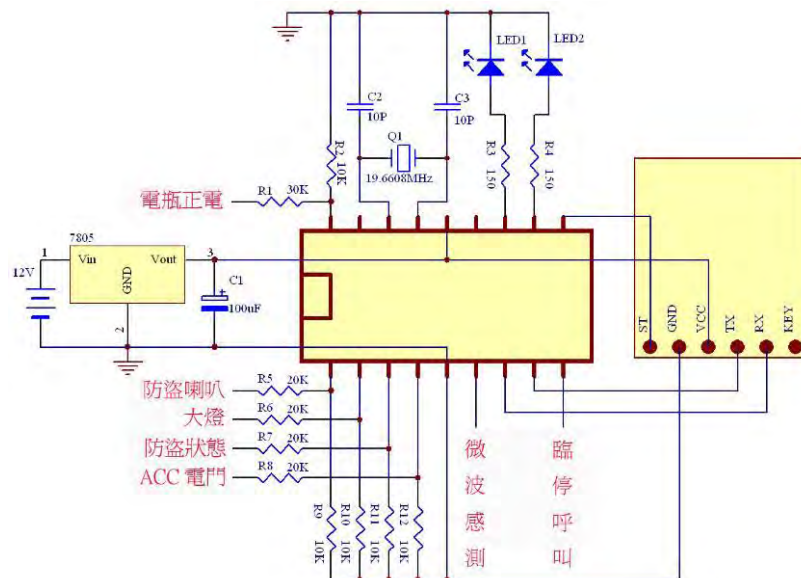 LED1
LED2
C2
10P
C3
10P
Q1
19.6608MHz
R2
10K
R3
150
R4
150
電瓶正電
R1
30K
7805
1
Vin
Vout
3
GND
2
12V
C1
+
100uF
ST
GND
VCC
TX
RX
KEY
防盜喇叭
R5
20K
大燈
R6
20K
防盜狀態
R7
20K
ACC 電門
R8
20K
微波感測
臨停呼叫
R9
10K
R10
10K
R11
10K
R12
10K